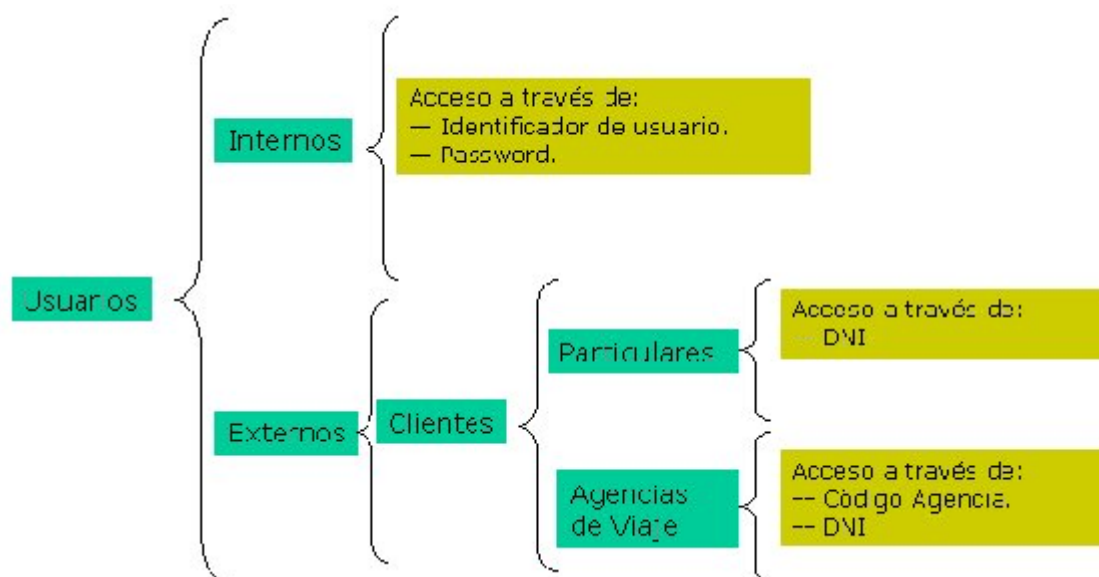 Acceso a través de:
— Identificador de usuario.
— Password.
Internos
Usuarios
Externos
Clientes
Particulares
Acceso a través de:
-- DNI
Agencias
de Viaje
Acceso a través de:
-- Código Agencia.
-- DNI